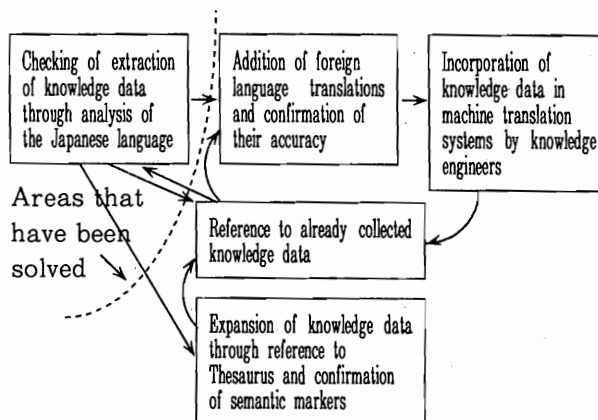 Checking of extraction
of knowledge data
through analysis of
the Japanese language
Addition of foreign
language translations
and confirmation of
their accuracy
Incorporation of
knowledge data in
machine translation
systems by knowledge
engineers
Areas that
have been
solved
Reference to already collected
knowledge data
Expansion of knowledge data
through reference to
Thesaurus and confirmation
of semantic markers